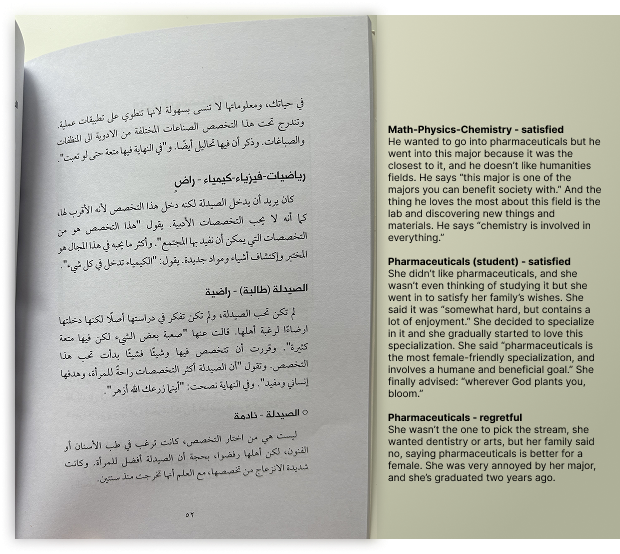 في حياتك، ومعلوماتها لا تنسى بسهولة لانها تنطوي على تطبيقات عملية.
وتندرج تحت هذا التخصص الصناعات المختلفة من الادوية الى المنظفات
والصباغات. وذكر أن فيها تحاليل أيضًا. و"في النهاية فيها متعة حتى لو تعبت".
رياضيات-فيزياء-كيمياء - راضٍ
كان يريد أن يدخل الصيدلة لكنه دخل هذا التخصص لأنه الأقرب لها،
كما أنه لا يحب التخصصات الأدبية. يقول "هذا التخصص هو من
التخصصات التي يمكن أن نفيد بها المجتمع". وأكثر ما يحبه في هذا المجال هو
المختبر وإكتشاف أشياء ومواد جديدة. يقول: "الكيمياء تدخل في كل شيء".
الصيدلة (طالبة) - راضية
لم تكن تحب الصيدلة، ولم تكن تفكر في دراستها أصلًا لكنها دخلتها
ارضاءًا لرغبة أهلها. قالت عنها "صعبة بعض الشيء لكن فيها متعة
كثيرة". وقررت أن تتخصص فيها وشيئًا فشيئًا بدأت تحب هذا
التخصص. وتقول "أن الصيدلة أكثر التخصصات راحةً للمرأة، وهدفها
إنساني ومفيد". وفي النهاية نصحت: "أينما زرعك الله أزهر".
○ الصيدلة - نادمة
ليست هي من اختار التخصص، كانت ترغب في طب الأسنان أو
الفنون، لكن أهلها رفضوا، بحجة أن الصيدلة أفضل للمرأة. وكانت
شديدة الانزعاج من تخصصها، مع العلم أنها تخرجت منذ سنتين.
٥٢
Math-Physics-Chemistry - satisfied
He wanted to go into pharmaceuticals but he
went into this major because it was the
closest to it, and he doesn't like humanities
fields. He says “this major is one of the
majors you can benefit society with.” And the
thing he loves the most about this field is the
lab and discovering new things and
materials. He says “chemistry is involved in
everything.”
Pharmaceuticals (student) - satisfied
She didn't like pharmaceuticals, and she
wasn't even thinking of studying it but she
went in to satisfy her family's wishes. She
said it was “somewhat hard, but contains a
lot of enjoyment.” She decided to specialize
in it and she gradually started to love this
specialization. She said “pharmaceuticals is
the most female-friendly specialization, and
involves a humane and beneficial goal.” She
finally advised: “wherever God plants you,
bloom.”
Pharmaceuticals - regretful
She wasn't the one to pick the stream, she
wanted dentistry or arts, but her family said
no, saying pharmaceuticals is better for a
female. She was very annoyed by her major,
and she's graduated two years ago.